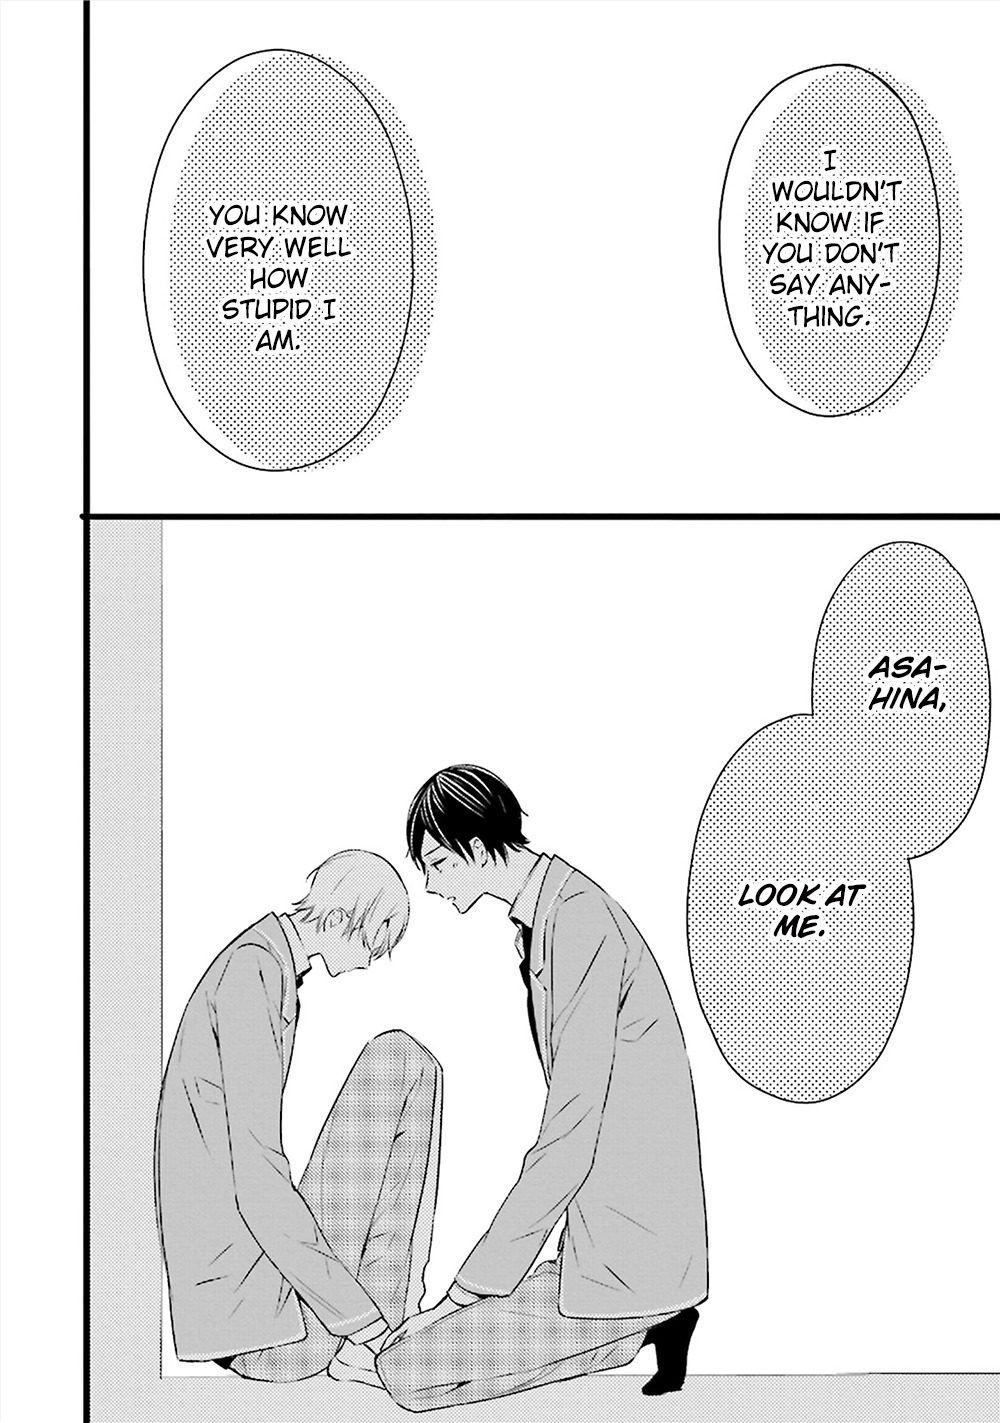 I
WOULDN'T
KNOW IF
YOU DON'T
SAY ANY-
THING.
YOU KNOW
VERY WELL
HOW
STUPID I
AM.
ASA-
HINA,
LOOK AT
ME.